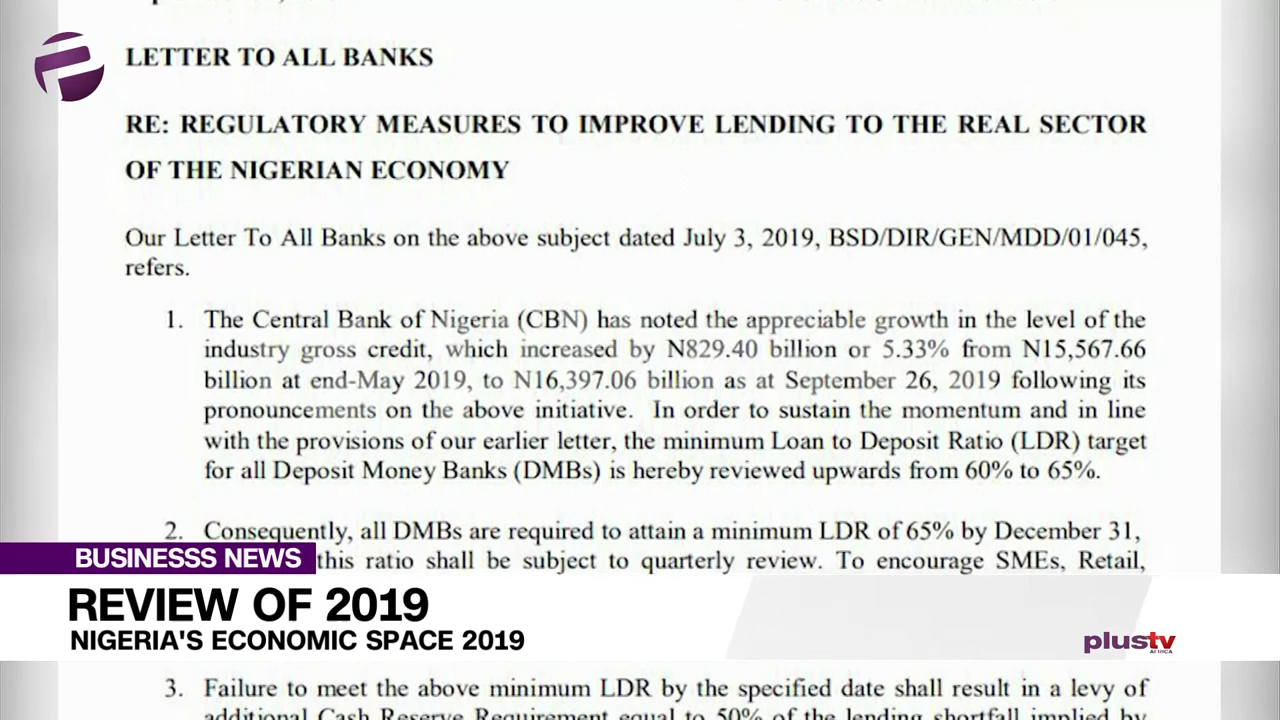 LETTER TO ALL BANKS
RE: REGULATORY MEASURES TO IMPROVE LENDING TO THE REAL SECTOR
OF THE NIGERIAN ECONOMY
Our Letter To All Banks on the above subject dated July 3, 2019, BSD/DIR/GEN/MDD/01/045,
refers.
1. The Central Bank of Nigeria (CBN) has noted the appreciable growth in the level of the
industry gross credit, which increased by N829.40 billion or 5.33% from N15,567.66
billion at end-May 2019, to N16,397.06 billion as at September 26, 2019 following its
pronouncements on the above initiative. In order to sustain the momentum and in line
with the provisions of our earlier letter, the minimum Loan to Deposit Ratio (LDR) target
for all Deposit Money Banks (DMBs) is hereby reviewed upwards from 60% to 65%.
2. Consequently, all DMBs are required to attain a minimum LDR of 65% by December 31,
this ratio shall be subject to quarterly review. To encourage SMEs, Retail,
BUSINESSS NEWS
REVIEW OF 2019
NIGERIA'S ECONOMIC SPACE 2019
plustv
AFRICA
3. Failure to meet the above minimum LDR by the specified date shall result in a levy of
additional Cash Reserve Requirement equal to 50% of the lending shortfall implied by